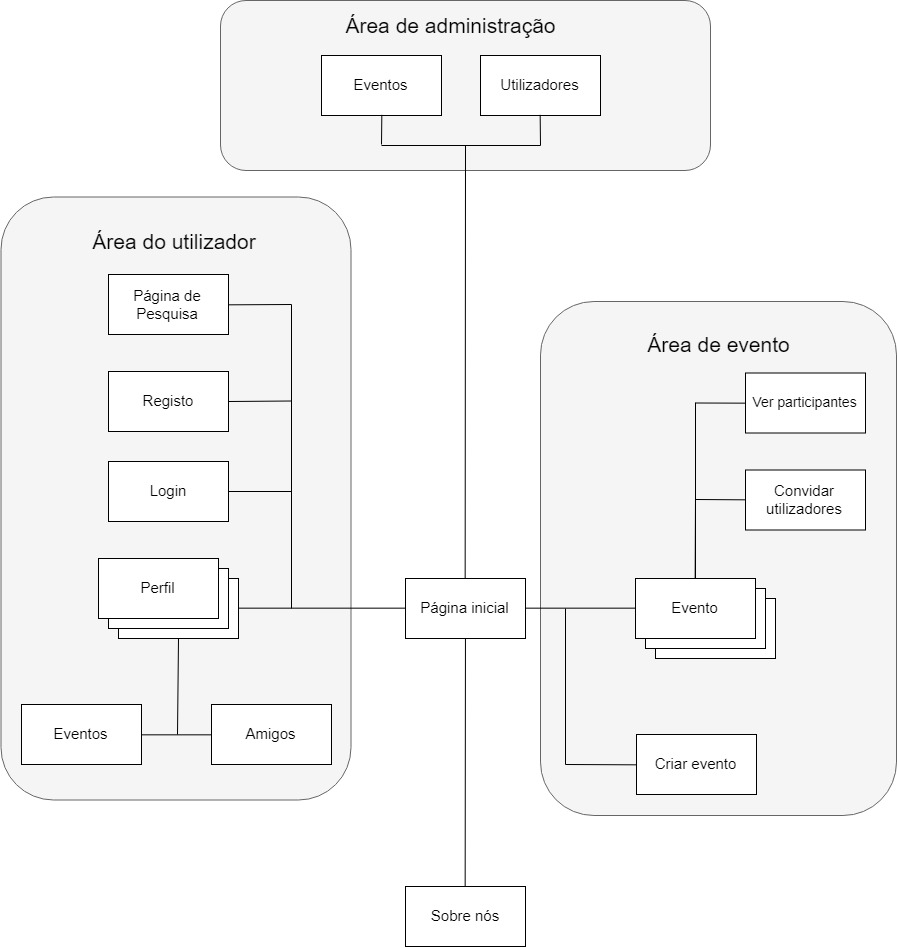 Área de administração
Eventos
Utilizadores
Área do utilizador
Página de
Pesquisa
Registo
Login
Perfil
Eventos
Amigos
Página inicial
Área de evento
Ver participantes
Convidar
utilizadores
Evento
Criar evento
Sobre nós